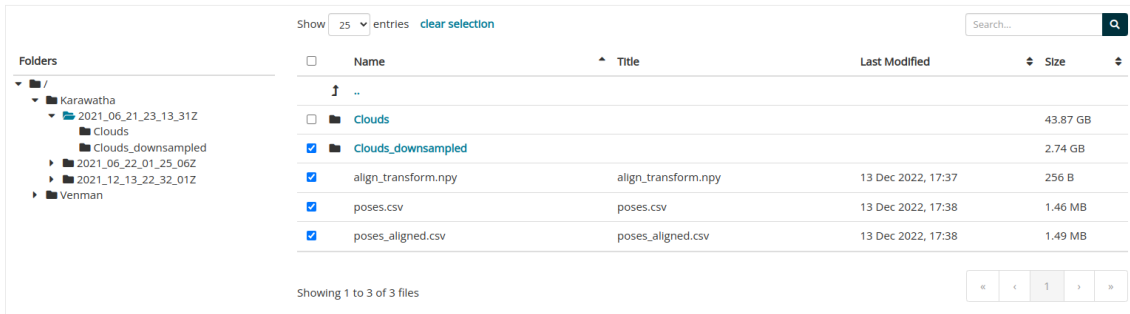 Show 25 entries clear selection
Search...
Folders
/
Karawatha
2021_06_21_23_13_31Z
Clouds
Clouds_downsampled
2021_06_22_01_25_06Z
2021_12_13_22_32_01Z
Venman
Name Title Last Modified Size
..
Clouds 43.87 GB
Clouds_downsampled 2.74 GB
align_transform.npy align_transform.npy 13 Dec 2022, 17:37 256 B
poses.csv poses.csv 13 Dec 2022, 17:38 1.46 MB
poses_aligned.csv poses_aligned.csv 13 Dec 2022, 17:38 1.49 MB
Showing 1 to 3 of 3 files
« ‹ 1 › »